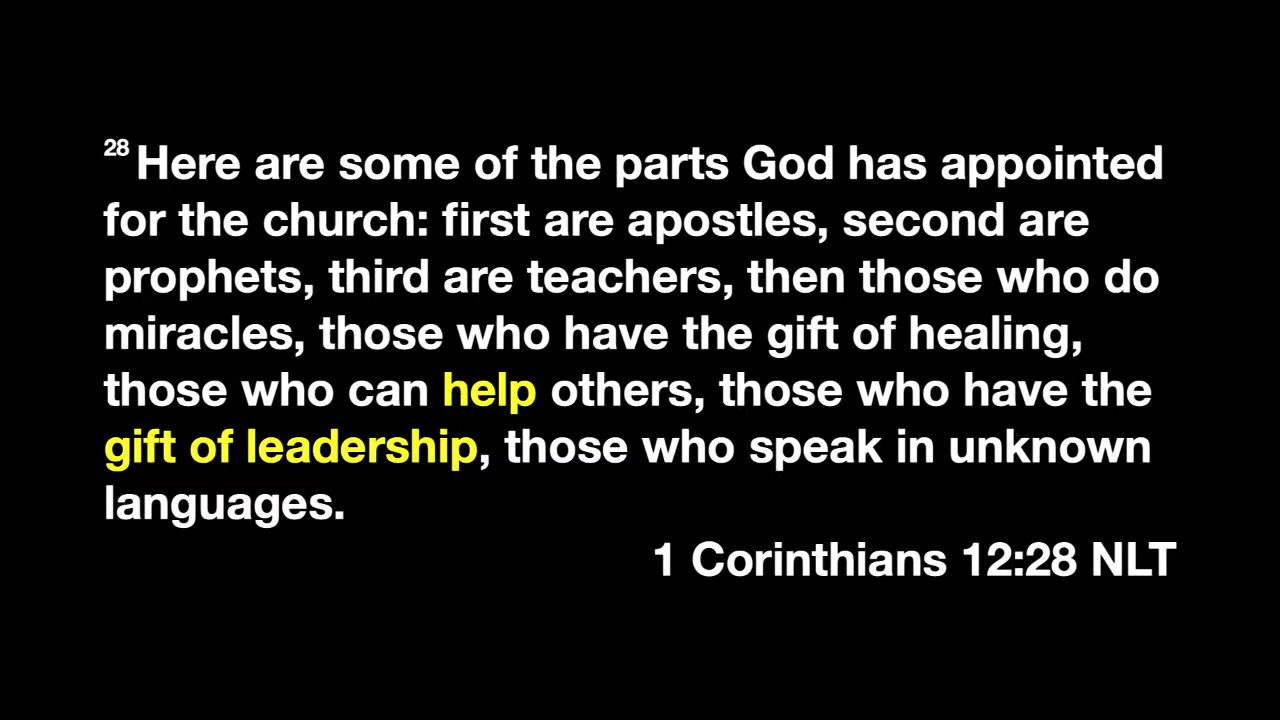 28 Here are some of the parts God has appointed
for the church: first are apostles, second are
prophets, third are teachers, then those who do
miracles, those who have the gift of healing,
those who can help others, those who have the
gift of leadership, those who speak in unknown
languages.
1 Corinthians 12:28 NLT